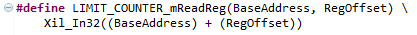 #define LIMIT_COUNTER_mReadReg(BaseAddress, RegOffset) \
Xil_In32((BaseAddress) + (RegOffset))